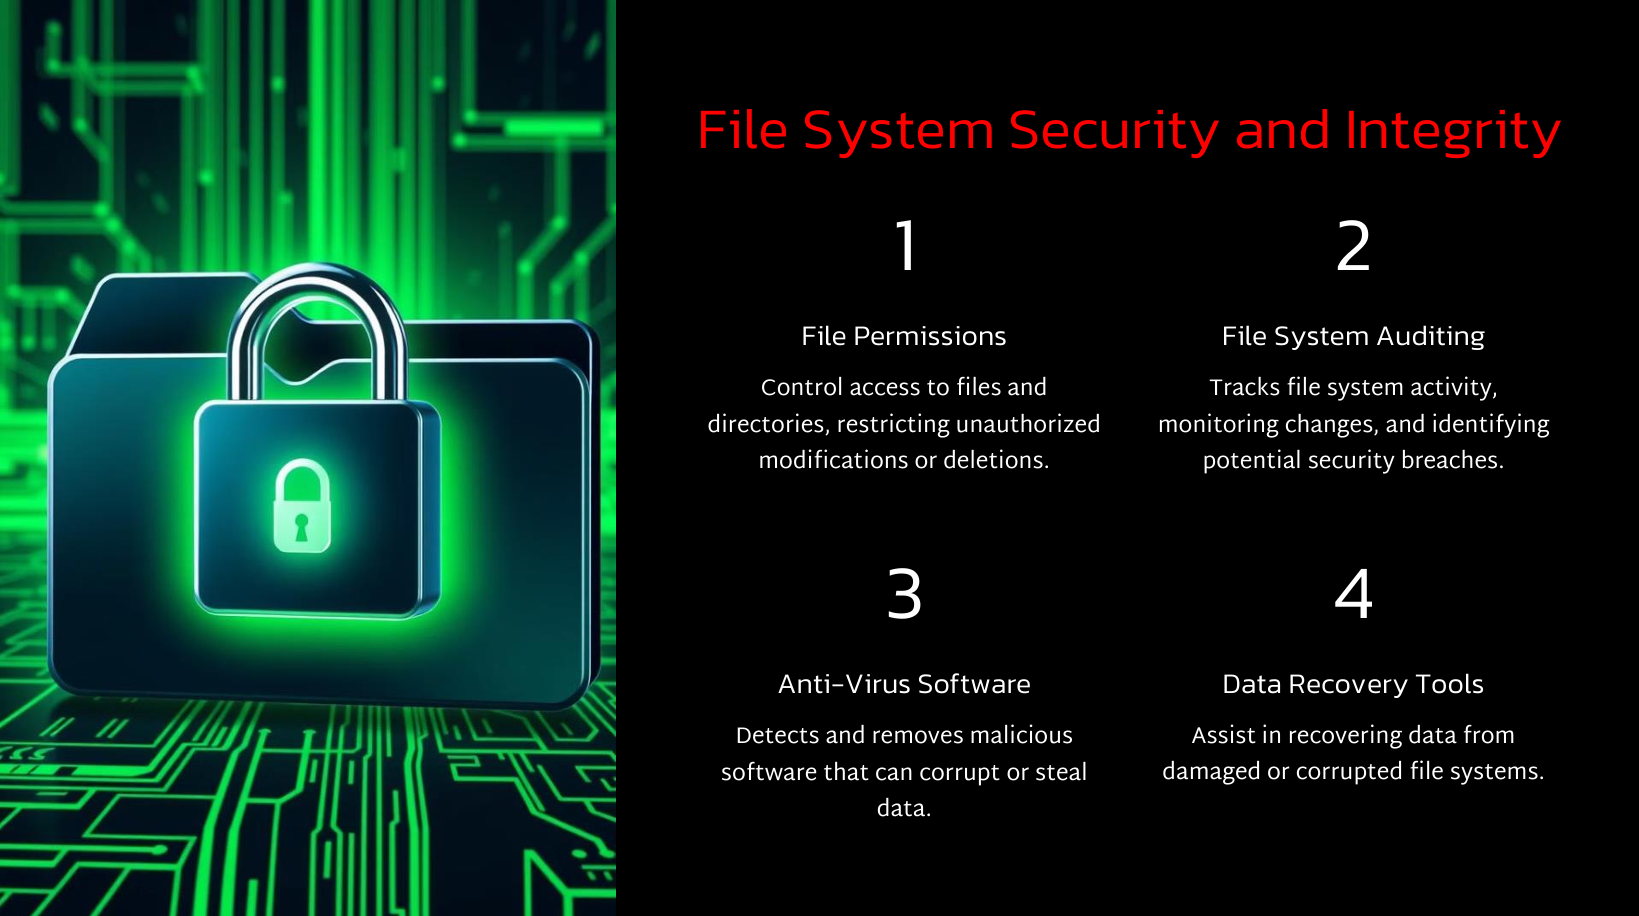 File System Security and Integrity
1
File Permissions
Control access to files and
directories, restricting unauthorized
modifications or deletions.
2
File System Auditing
Tracks file system activity,
monitoring changes, and identifying
potential security breaches.
3
Anti-Virus Software
Detects and removes malicious
software that can corrupt or steal
data.
4
Data Recovery Tools
Assist in recovering data from
damaged or corrupted file systems.